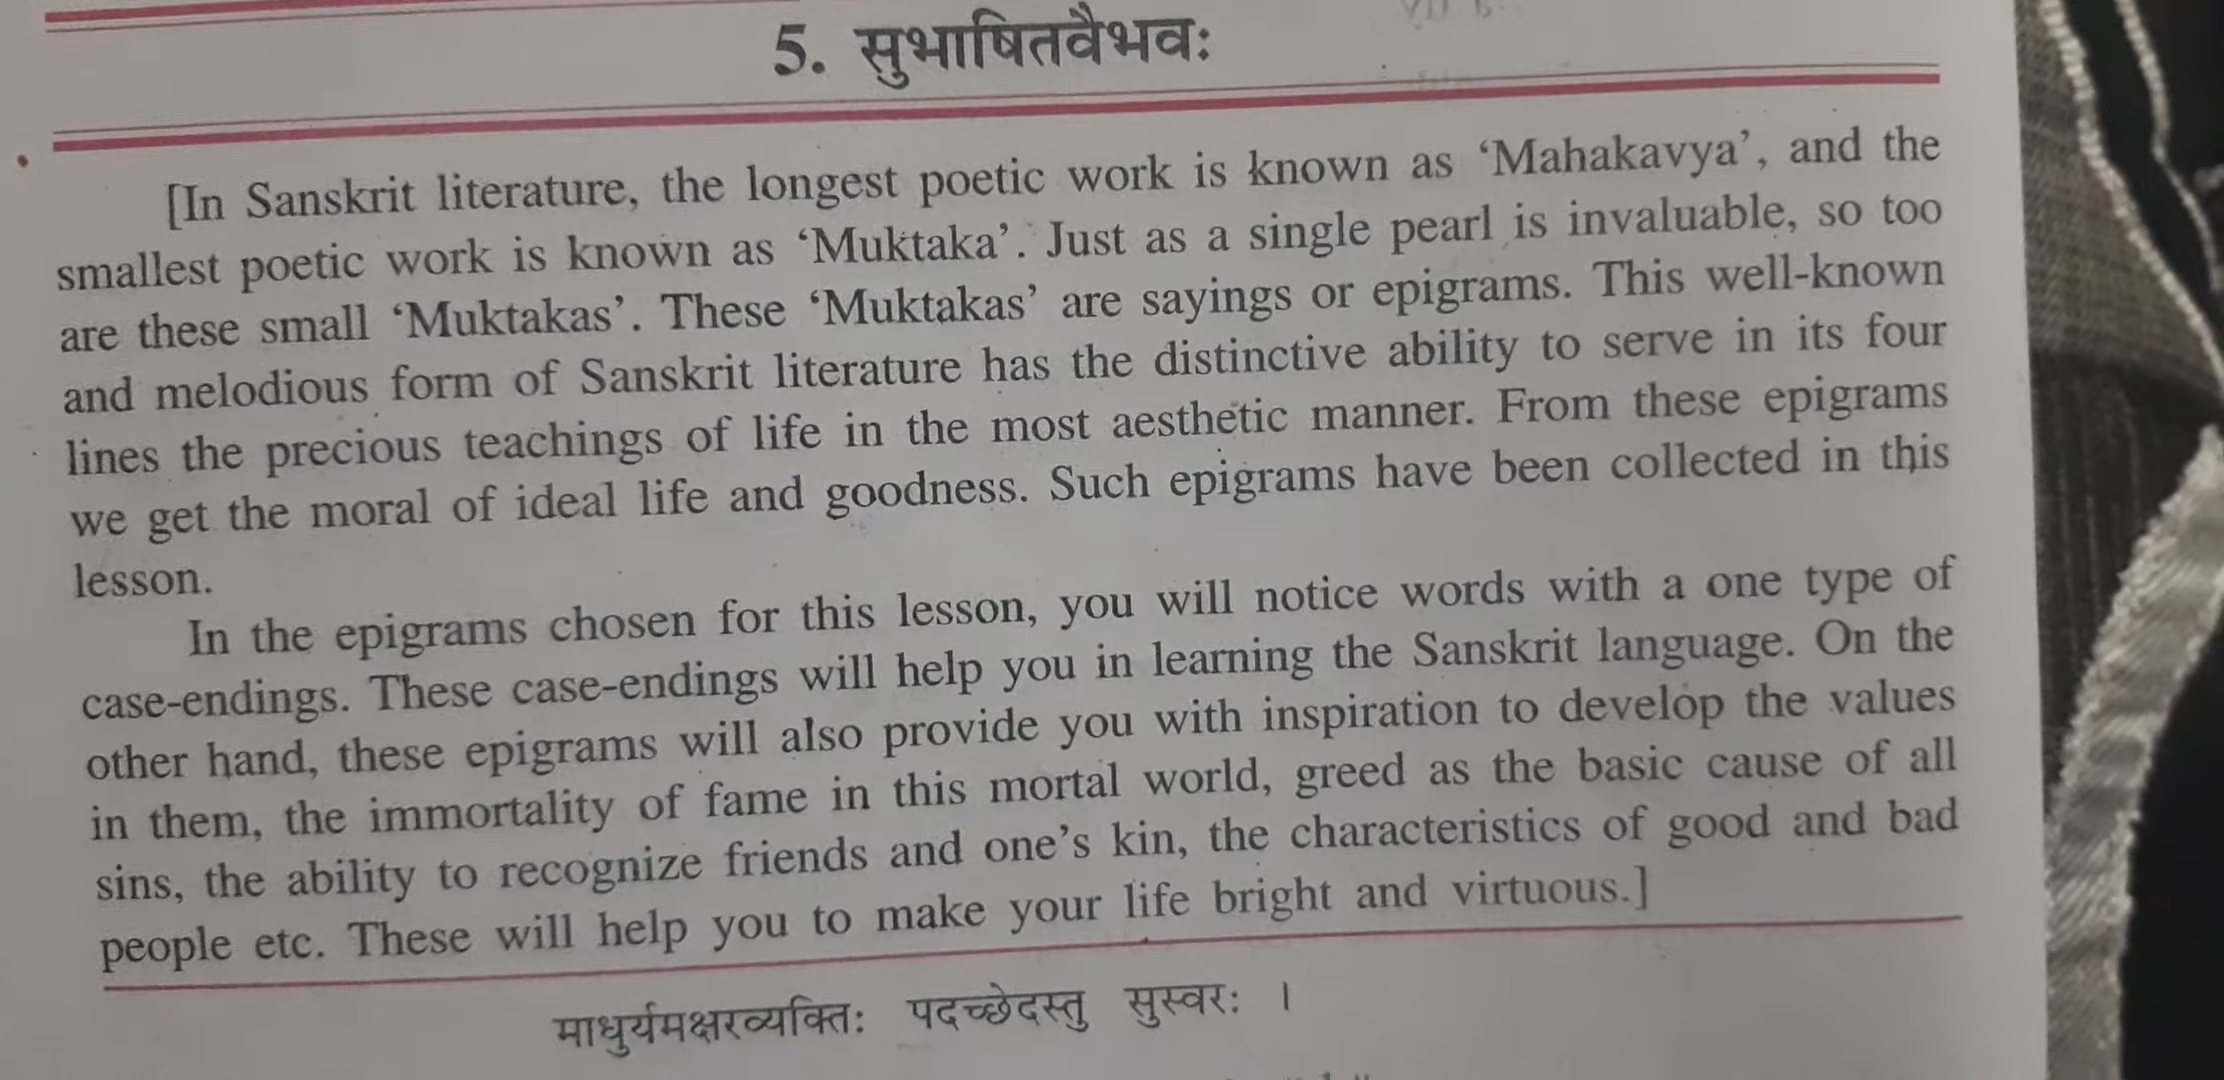 5. सुभाषितवैभवः
[In Sanskrit literature, the longest poetic work is known as ‘Mahakavya’, and the
smallest poetic work is known as ‘Muktaka’. Just as a single pearl is invaluable, so too
are these small ‘Muktakas’. These ‘Muktakas’ are sayings or epigrams. This well-known
and melodious form of Sanskrit literature has the distinctive ability to serve in its four
lines the precious teachings of life in the most aesthetic manner. From these epigrams
we get the moral of ideal life and goodness. Such epigrams have been collected in this
lesson.
In the epigrams chosen for this lesson, you will notice words with a one type of
case-endings. These case-endings will help you in learning the Sanskrit language. On the
other hand, these epigrams will also provide you with inspiration to develop the values
in them, the immortality of fame in this mortal world, greed as the basic cause of all
sins, the ability to recognize friends and one’s kin, the characteristics of good and bad
people etc. These will help you to make your life bright and virtuous.]
माधुर्यमक्षरव्यक्तिः पदच्छेदस्तु सुस्वरः ।